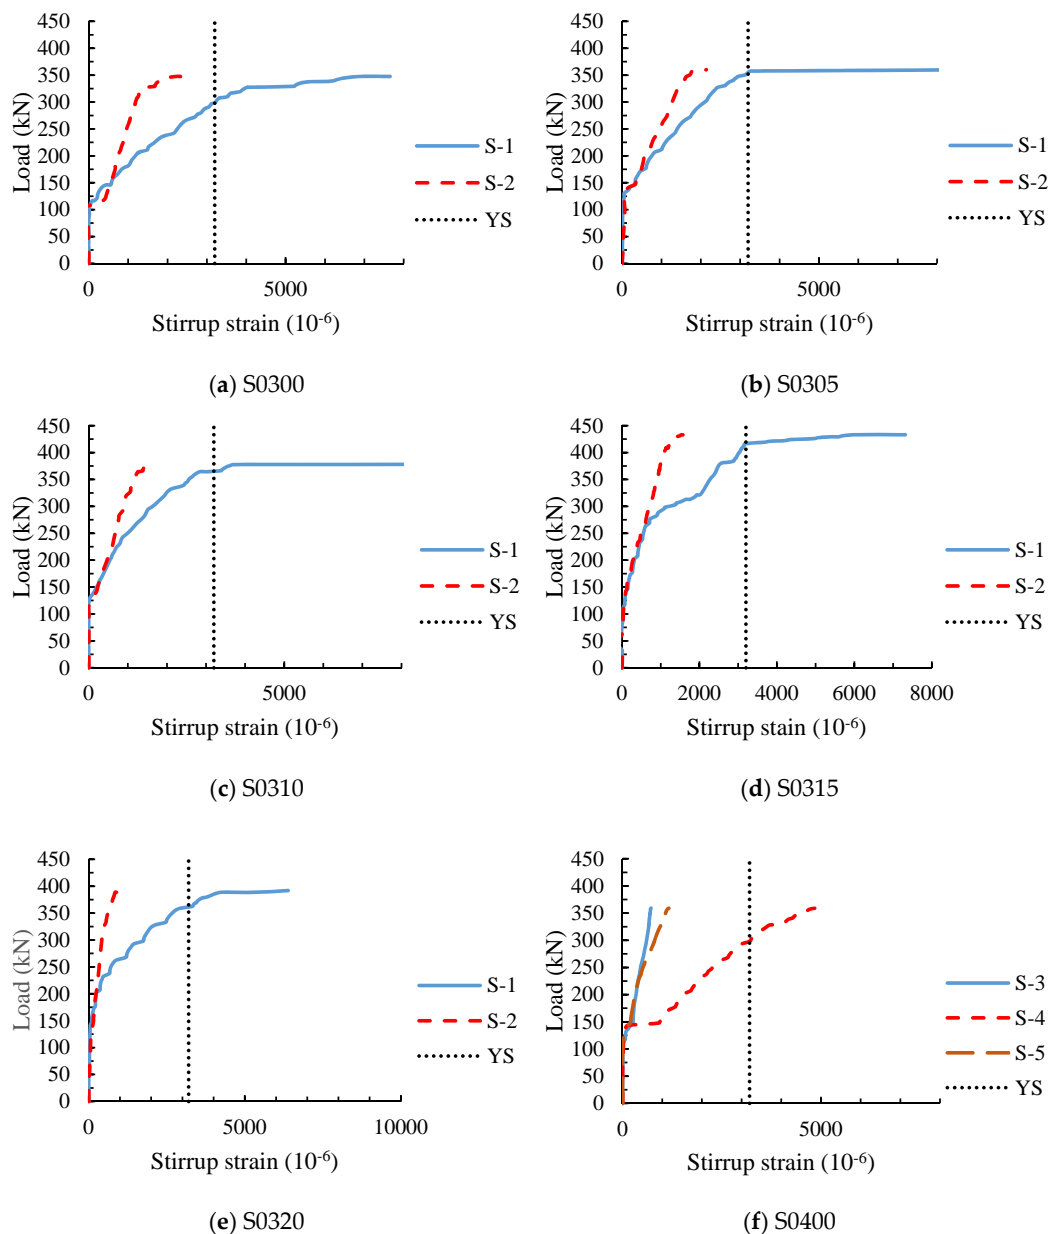 450
400
350
300
250
200
150
100
50
0
Load (kN)
0
5000
Stirrup strain (10-6)
S-1
S-2
YS
(a) S0300
450
400
350
300
250
200
150
100
50
0
Load (kN)
0
5000
Stirrup strain (10-6)
S-1
S-2
YS
(b) S0305
450
400
350
300
250
200
150
100
50
0
Load (kN)
0
5000
Stirrup strain (10-6)
S-1
S-2
YS
(c) S0310
450
400
350
300
250
200
150
100
50
0
Load (kN)
0
2000
4000
6000
8000
Stirrup stain (10-6)
S-1
S-2
YS
(d) S0315
450
400
350
300
250
200
150
100
50
0
Load (kN)
0
5000
10000
Stirrup strain (10-6)
S-1
S-2
YS
(e) S0320
450
400
350
300
250
200
150
100
50
0
Load (kN)
0
5000
Stirrup strain (10-6)
S-3
S-4
S-5
YS
(f) S0400